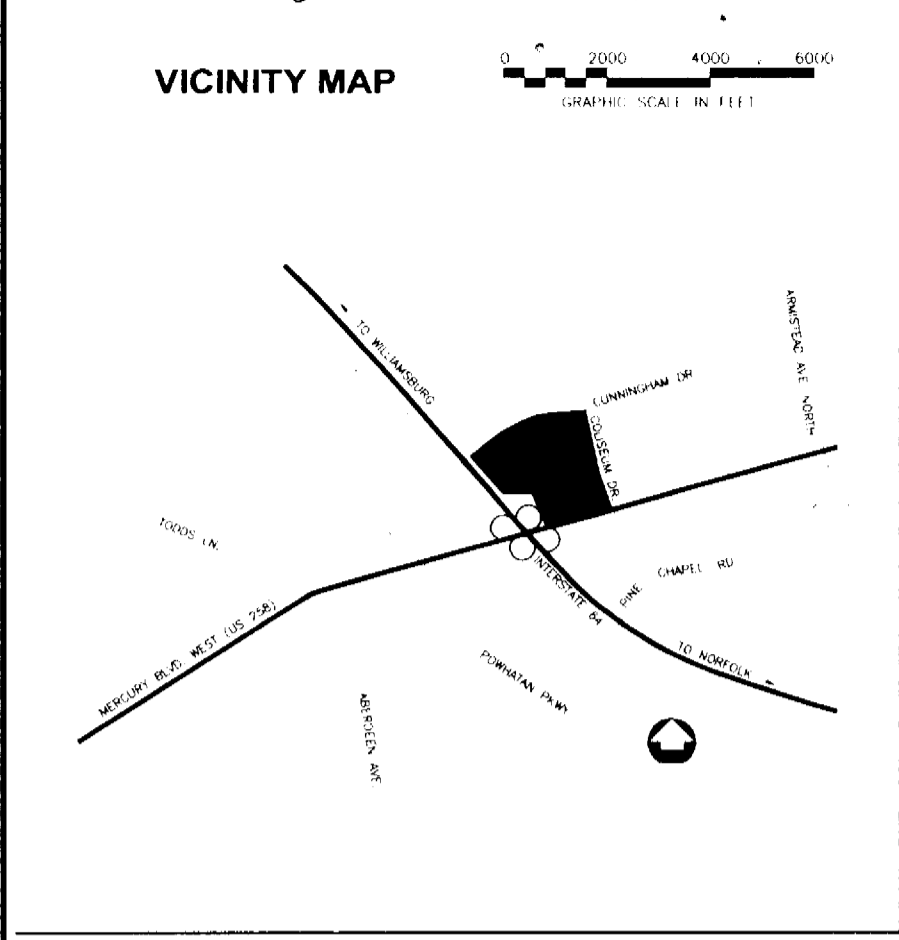 VICINITY MAP
0 2000 4000 6000
GRAPHIC SCALE IN FEET
ARMISTEAD AVE NORTH
TO WILLIAMSBURG
CUNNINGHAM DR
COLISEUM DR.
TODDS LN.
INTERSTATE 64
PINE CHAPEL RD
MERCURY BLVD. WEST (US 258)
POWHATAN PKWY
TO NORFOLK
ABERDEEN AVE.